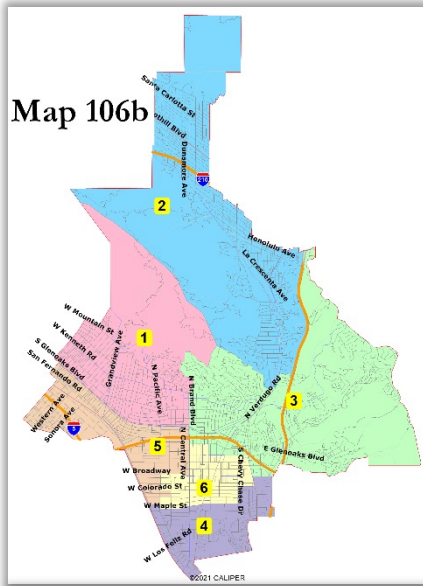 Map 106b
Santa Carlotta St
othill Blvd
Dunsmore Ave
210
2
Honolulu Ave
La Crescenta Ave
W Mountain St
1
W Kenneth Rd
Grandview Ave
S Glenoaks Blvd
San Fernando Rd
N Pacific Ave
N Brand Blvd
N Verdugo Rd
3
Western Ave
Sonora Ave
5
5
N Central Ave
S Chevy Chase Dr
E Glenoaks Blvd
W Broadway
W Colorado St
6
W Maple St
4
W Los Feliz Rd
©2021 CALIPER